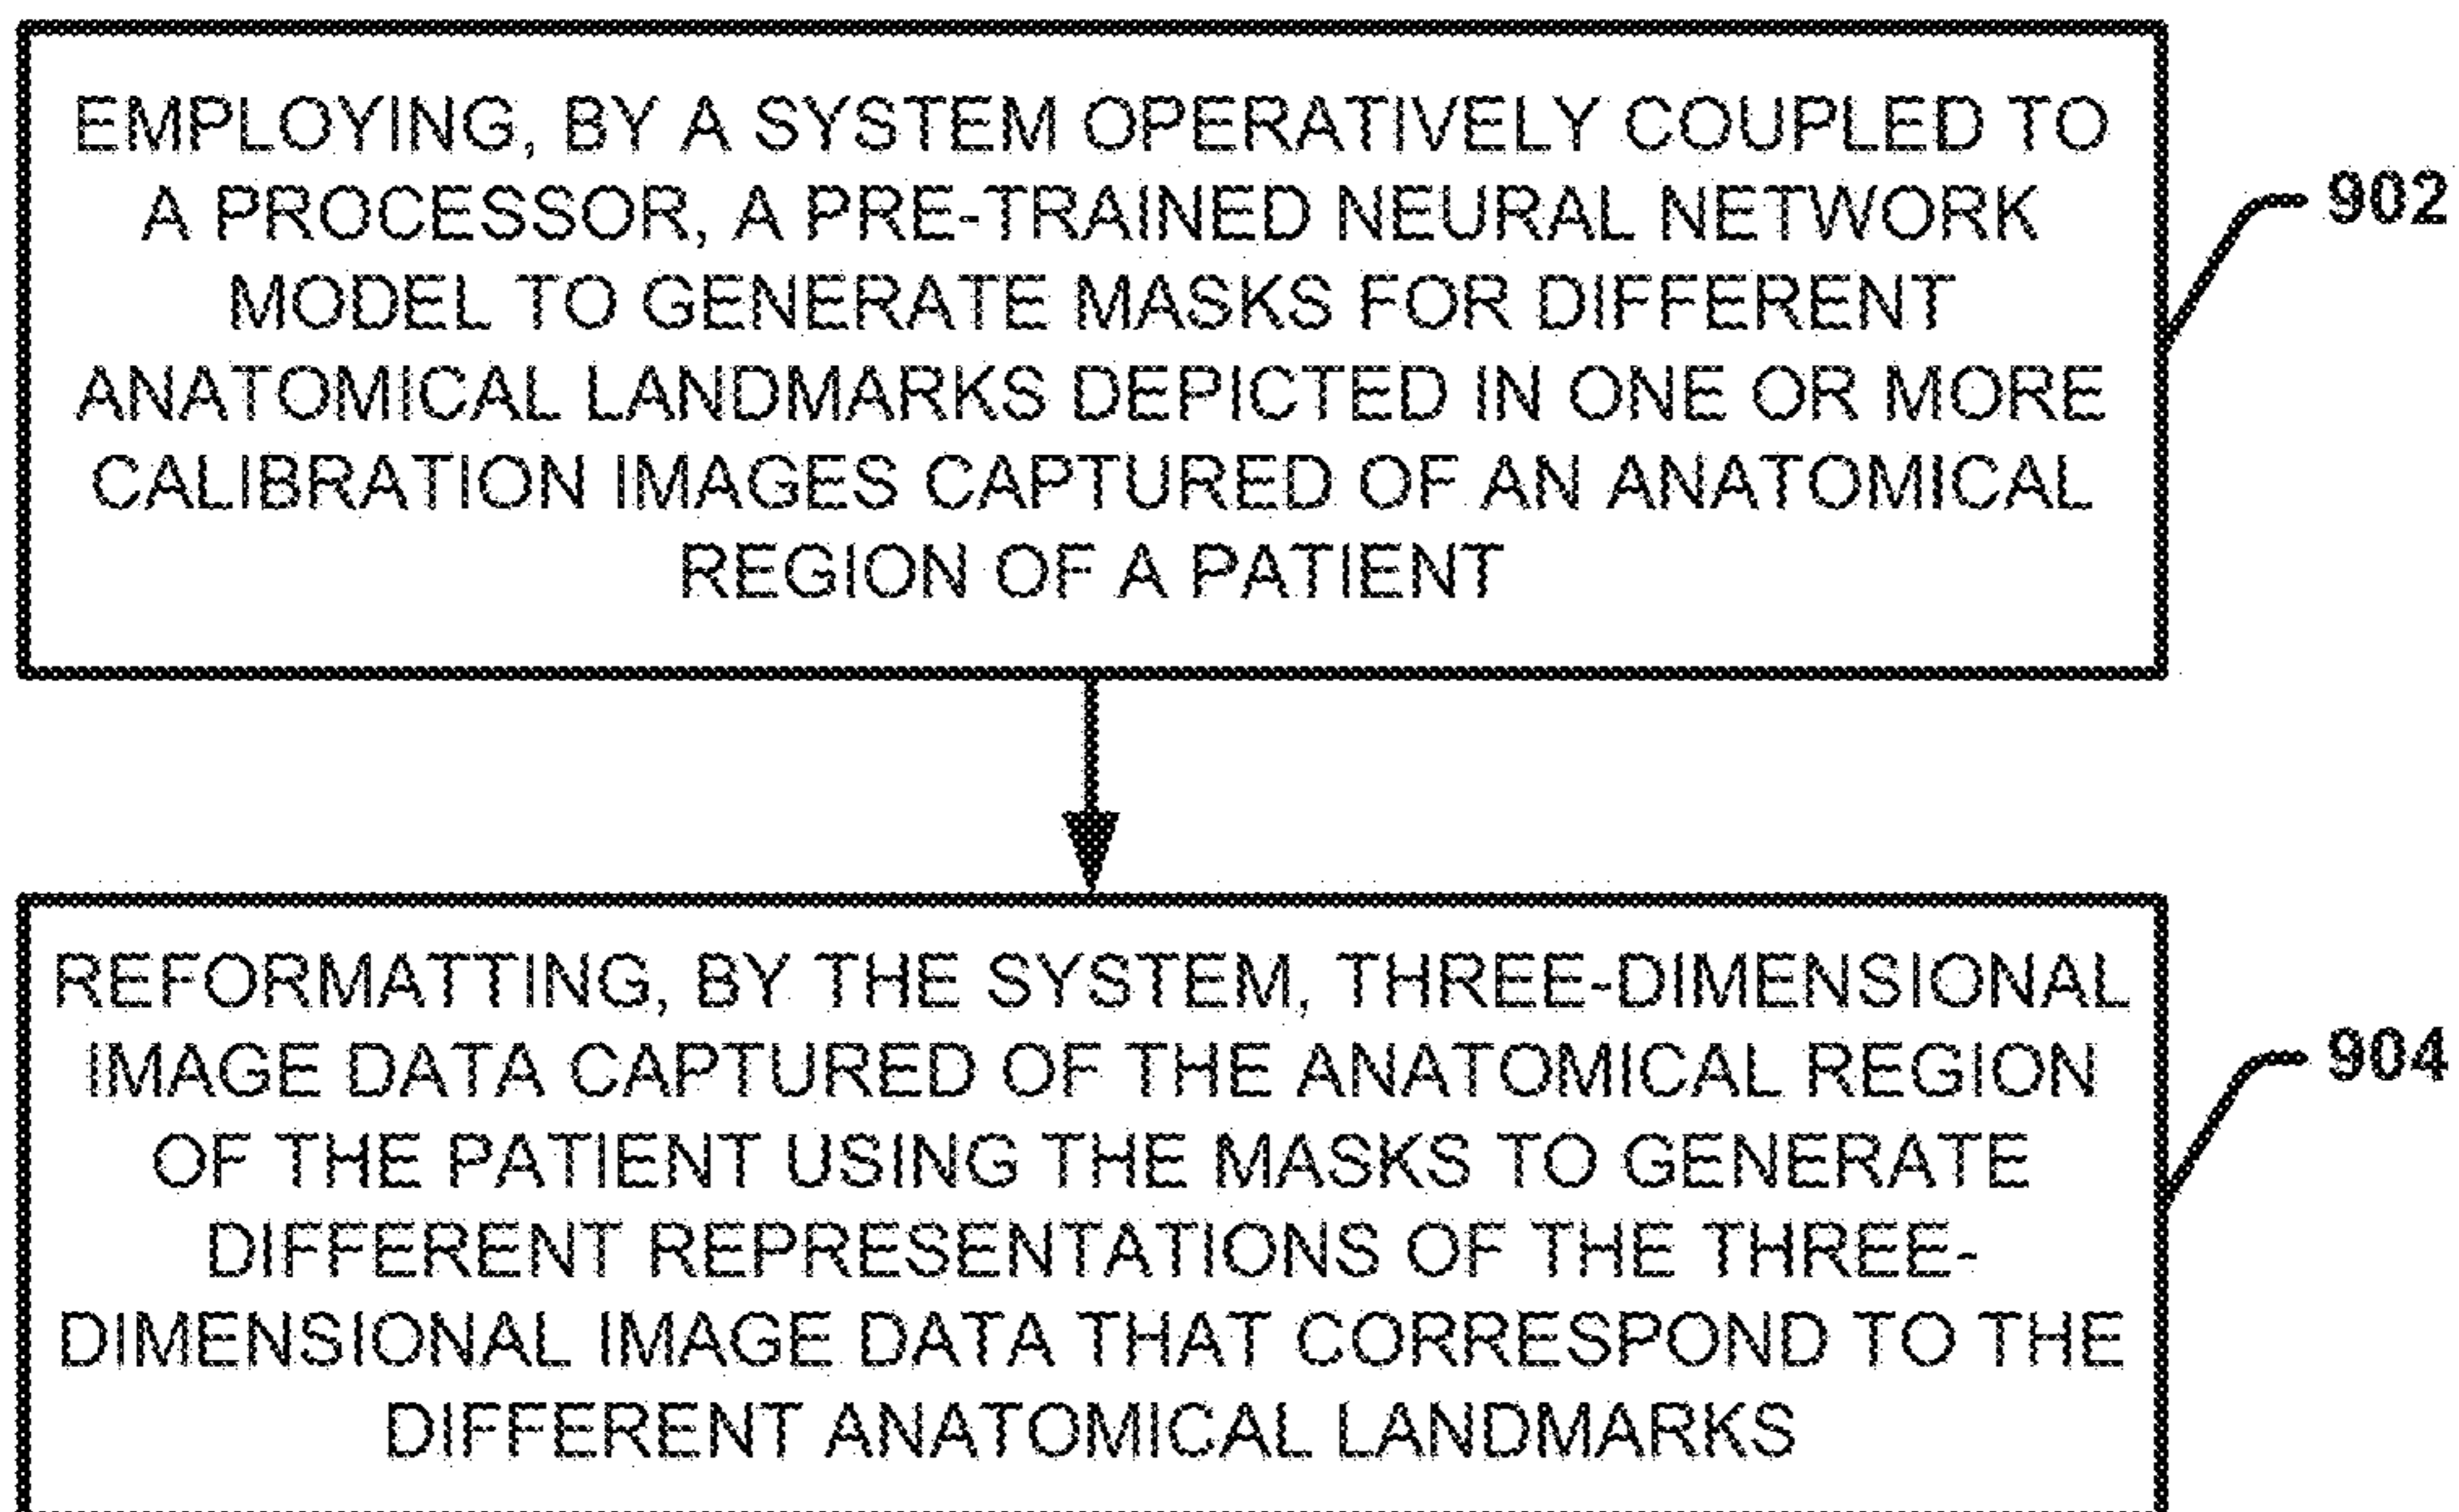 EMPLOYING, BY A SYSTEM OPERATIVELY COUPLED TO
A PROCESSOR, A PRE-TRAINED NEURAL NETWORK
MODEL TO GENERATE MASKS FOR DIFFERENT
ANATOMICAL LANDMARKS DEPICTED IN ONE OR MORE
CALIBRATION IMAGES CAPTURED OF AN ANATOMICAL
REGION OF A PATIENT
902
REFORMATTING, BY THE SYSTEM, THREE-DIMENSIONAL
IMAGE DATA CAPTURED OF THE ANATOMICAL REGION
OF THE PATIENT USING THE MASKS TO GENERATE
DIFFERENT REPRESENTATIONS OF THE THREE-
DIMENSIONAL IMAGE DATA THAT CORRESPOND TO THE
DIFFERENT ANATOMICAL LANDMARKS
904